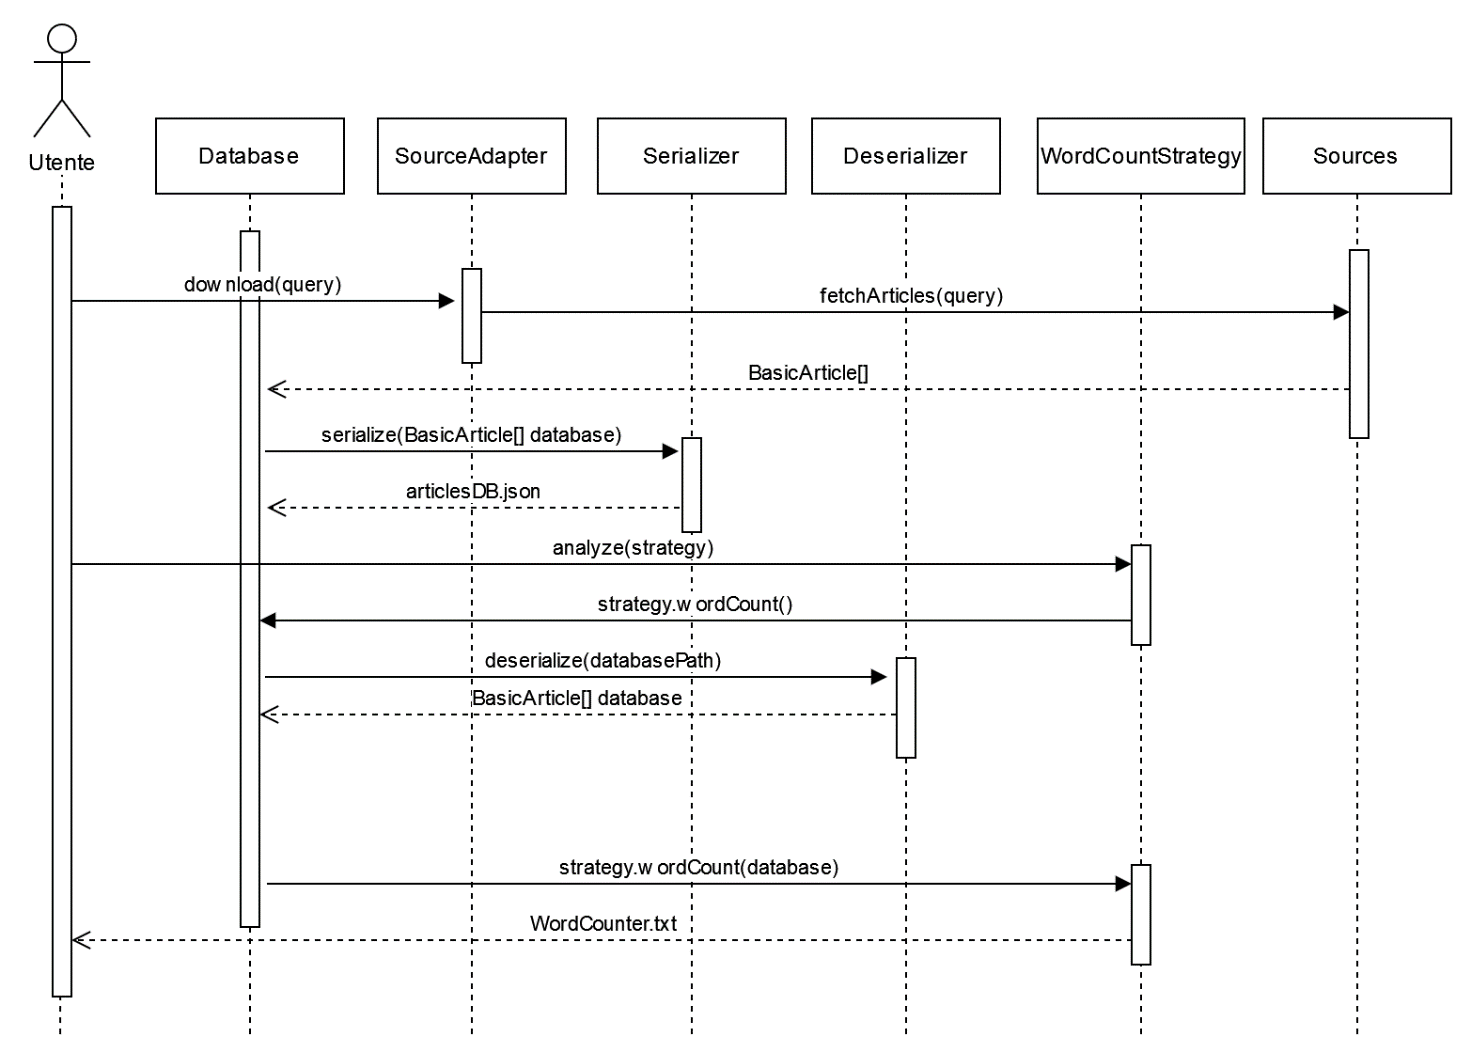 Utente
Database
SourceAdapter
Serializer
Deserializer
WordCountStrategy
Sources
dow nload(query)
fetchArticles(query)
BasicArticle[]
serialize(BasicArticle[] database)
articlesDB.json
analyze(strategy)
strategy.w ordCount()
deserialize(databasePath)
BasicArticle[] database
strategy.w ordCount(database)
WordCounter.txt